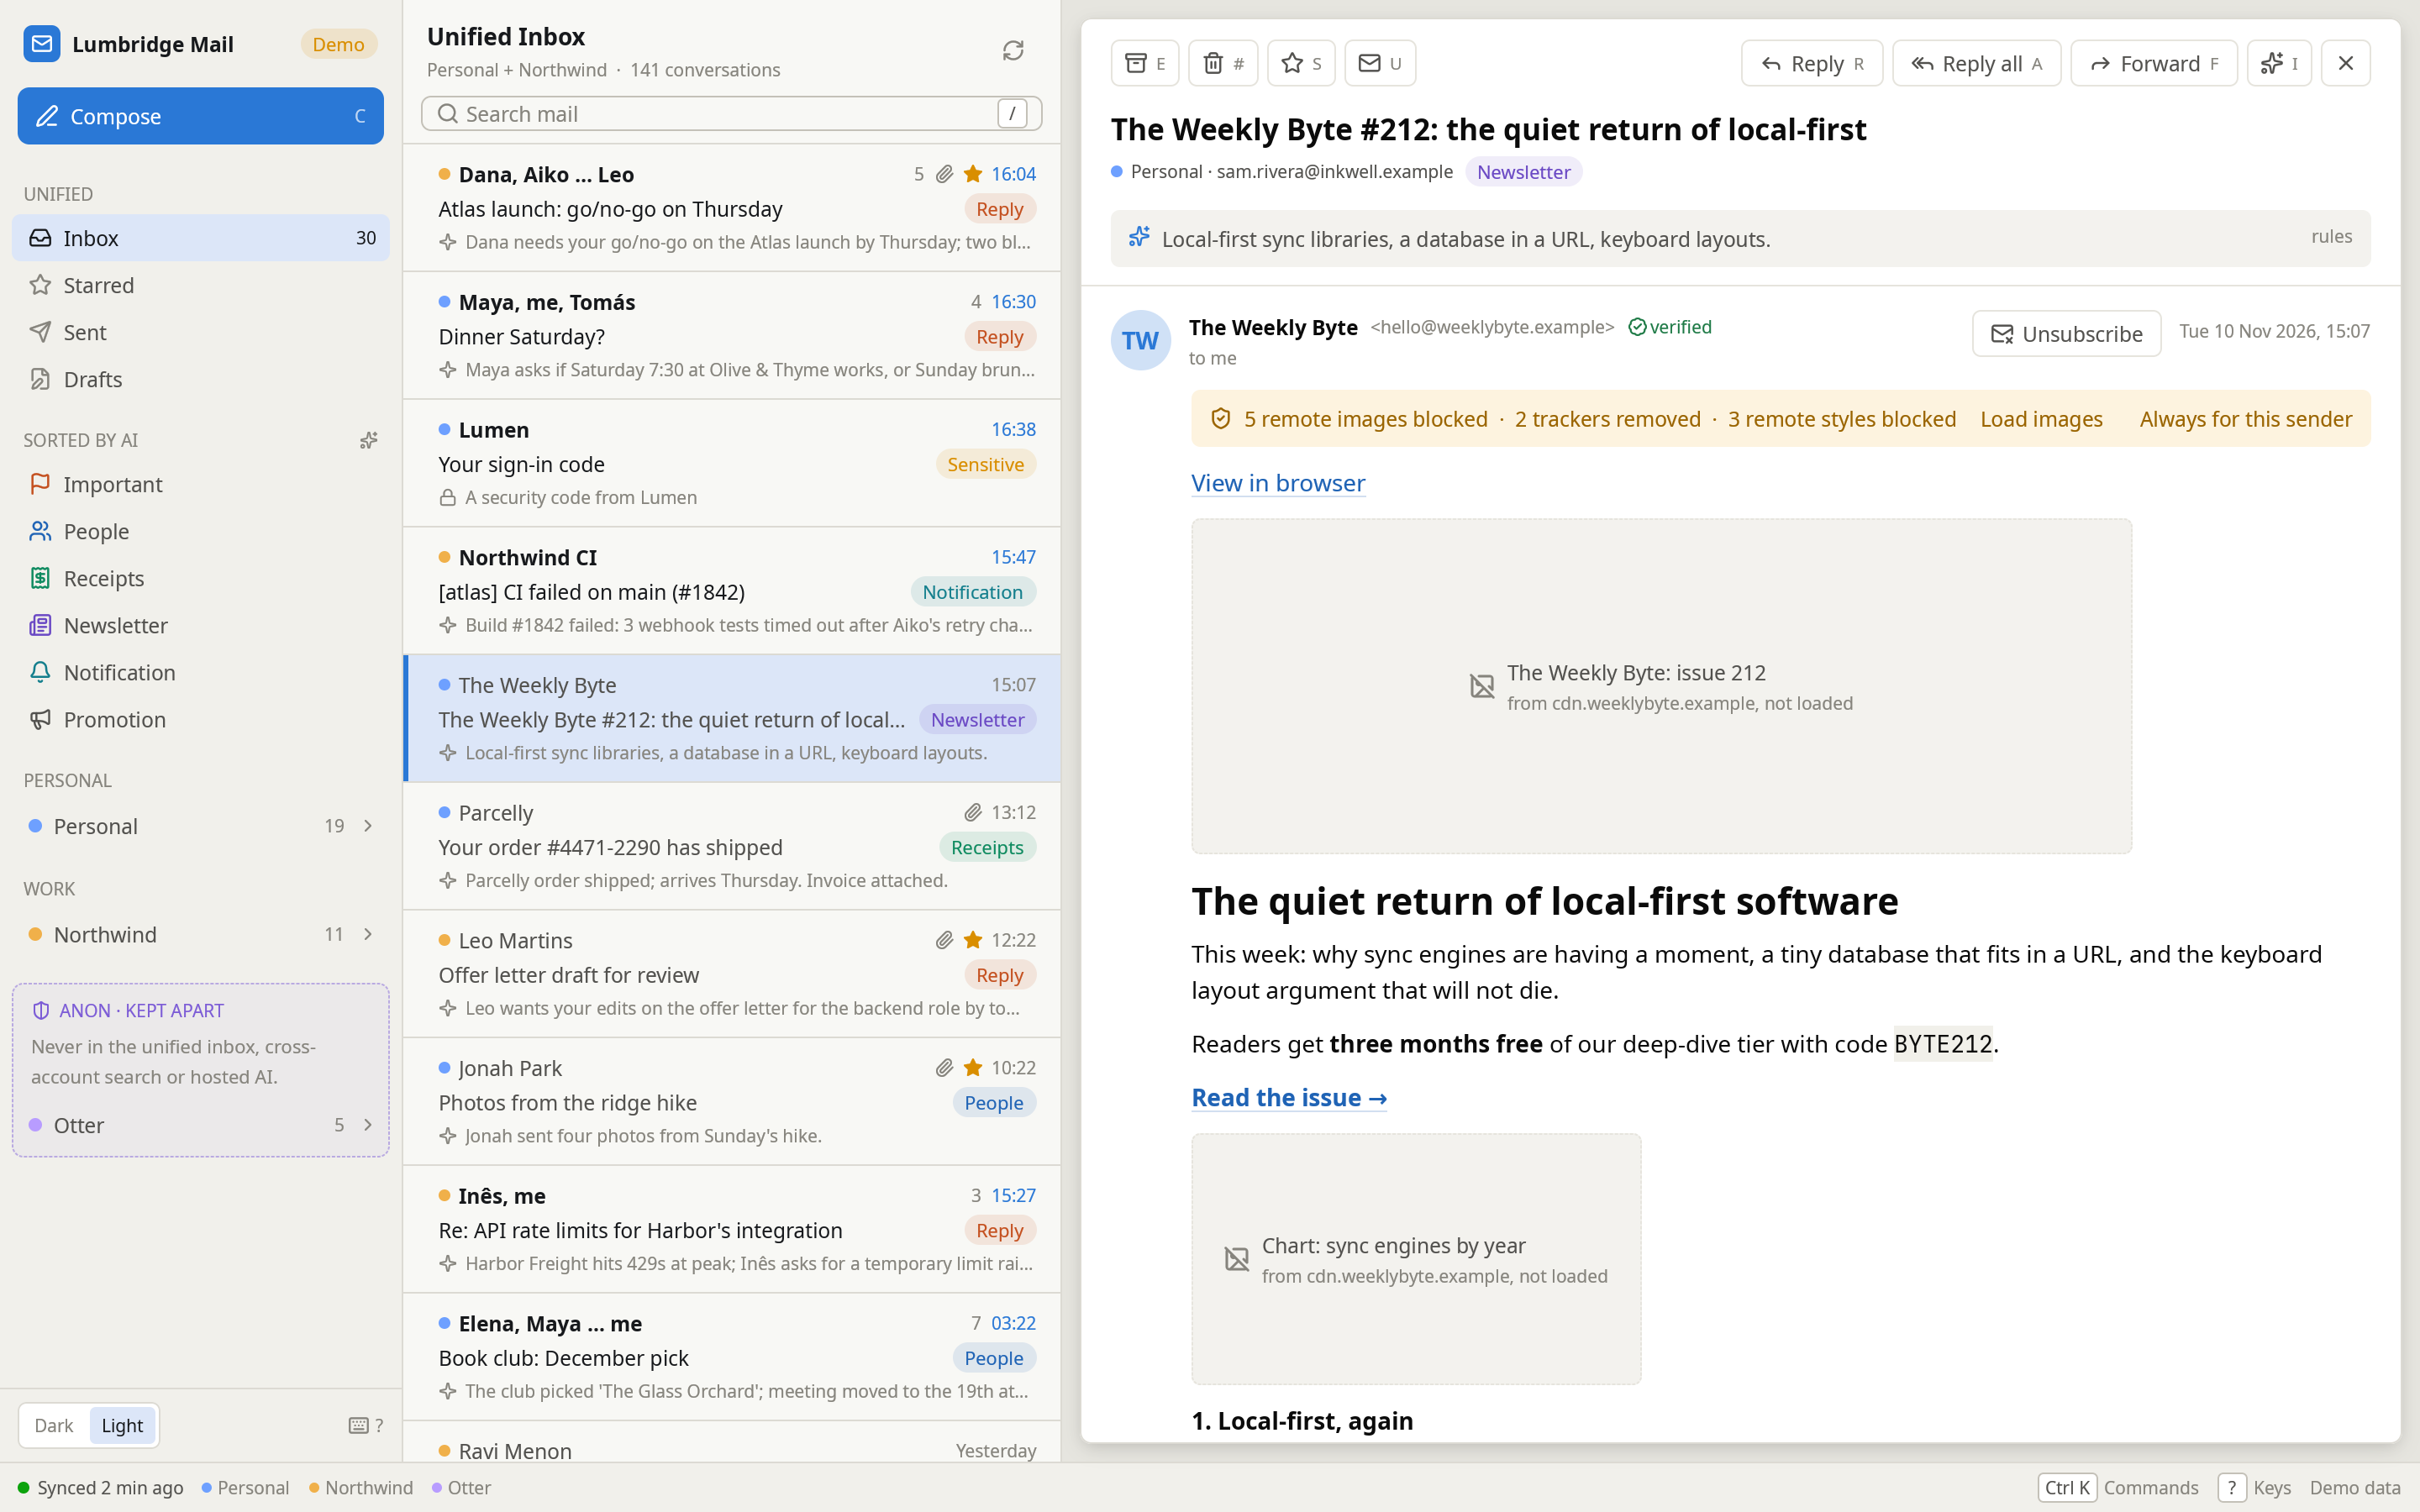 Lumbridge Mail
Demo
Compose
C
UNIFIED
Inbox
30
Starred
Sent
Drafts
SORTED BY AI
Important
People
Receipts
Newsletter
Notification
Promotion
PERSONAL
Personal
19
WORK
Northwind
11
ANON · KEPT APART
Never in the unified inbox, cross-
account search or hosted AI.
Otter
5
Dark
Light
?
Unified Inbox
Personal + Northwind · 141 conversations
Search mail
/
Dana, Aiko ... Leo
5
16:04
Atlas launch: go/no-go on Thursday
Reply
Dana needs your go/no-go on the Atlas launch by Thursday; two bl...
Maya, me, Tomás
4
16:30
Dinner Saturday?
Reply
Maya asks if Saturday 7:30 at Olive & Thyme works, or Sunday brun...
Lumen
16:38
Your sign-in code
Sensitive
A security code from Lumen
Northwind CI
15:47
[atlas] CI failed on main (#1842)
Notification
Build #1842 failed: 3 webhook tests timed out after Aiko's retry cha...
The Weekly Byte
15:07
The Weekly Byte #212: the quiet return of local...
Newsletter
Local-first sync libraries, a database in a URL, keyboard layouts.
Parcelly
13:12
Your order #4471-2290 has shipped
Receipts
Parcelly order shipped; arrives Thursday. Invoice attached.
Leo Martins
12:22
Offer letter draft for review
Reply
Leo wants your edits on the offer letter for the backend role by to...
Jonah Park
10:22
Photos from the ridge hike
People
Jonah sent four photos from Sunday's hike.
Inês, me
3
15:27
Re: API rate limits for Harbor's integration
Reply
Harbor Freight hits 429s at peak; Inês asks for a temporary limit rai...
Elena, Maya ... me
7
03:22
Book club: December pick
People
The club picked 'The Glass Orchard'; meeting moved to the 19th at...
Ravi Menon
Yesterday
E
#
S
U
Reply R
Reply all A
Forward F
I
The Weekly Byte #212: the quiet return of local-first
Personal · sam.rivera@inkwell.example
Newsletter
Local-first sync libraries, a database in a URL, keyboard layouts.
rules
TW
The Weekly Byte <hello@weeklybyte.example> verified
to me
Unsubscribe
Tue 10 Nov 2026, 15:07
5 remote images blocked · 2 trackers removed · 3 remote styles blocked
Load images
Always for this sender
View in browser
The Weekly Byte: issue 212
from cdn.weeklybyte.example, not loaded
The quiet return of local-first software
This week: why sync engines are having a moment, a tiny database that fits in a URL, and the keyboard
layout argument that will not die.
Readers get three months free of our deep-dive tier with code BYTE212.
Read the issue →
Chart: sync engines by year
from cdn.weeklybyte.example, not loaded
1. Local-first, again
Synced 2 min ago
Personal
Northwind
Otter
Ctrl K Commands
? Keys
Demo data